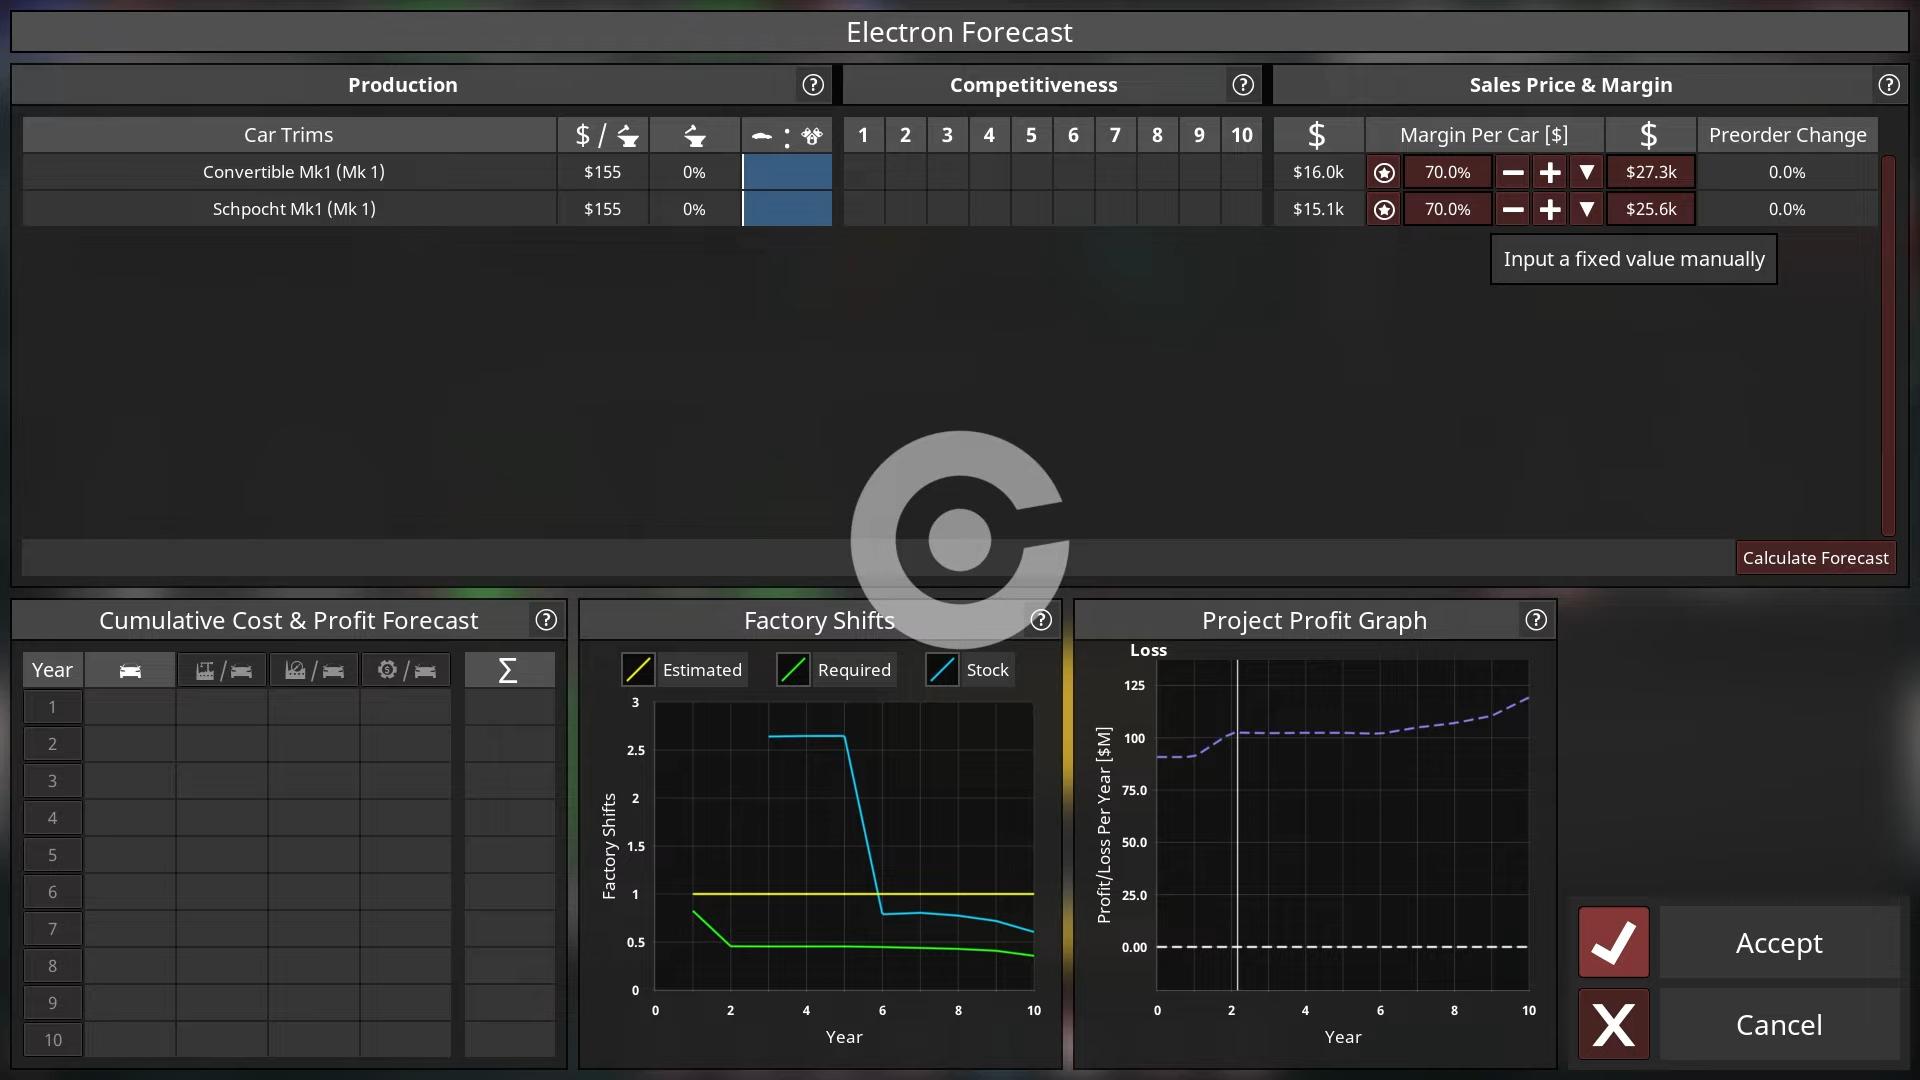 Electron Forecast
Production ?
Competitiveness ?
Sales Price & Margin ?
Car Trims $ / : 1 2 3 4 5 6 7 8 9 10 $ Margin Per Car [$] $ Preorder Change
Convertible Mk1 (Mk 1) $155 0% $16.0k 70.0% $27.3k 0.0%
Schpocht Mk1 (Mk 1) $155 0% $15.1k 70.0% $25.6k 0.0%
Input a fixed value manually
Calculate Forecast
Cumulative Cost & Profit Forecast ?
Year / / / Σ
1
2
3
4
5
6
7
8
9
10
Factory Shifts ?
Estimated Required Stock
3
2.5
2
1.5
1
0.5
0
Factory Shifts
0 2 4 6 8 10
Year
Project Profit Graph ?
Loss
125
100
75.0
50.0
25.0
0.00
Profit/Loss Per Year [$M]
0 2 4 6 8 10
Year
Accept
X Cancel